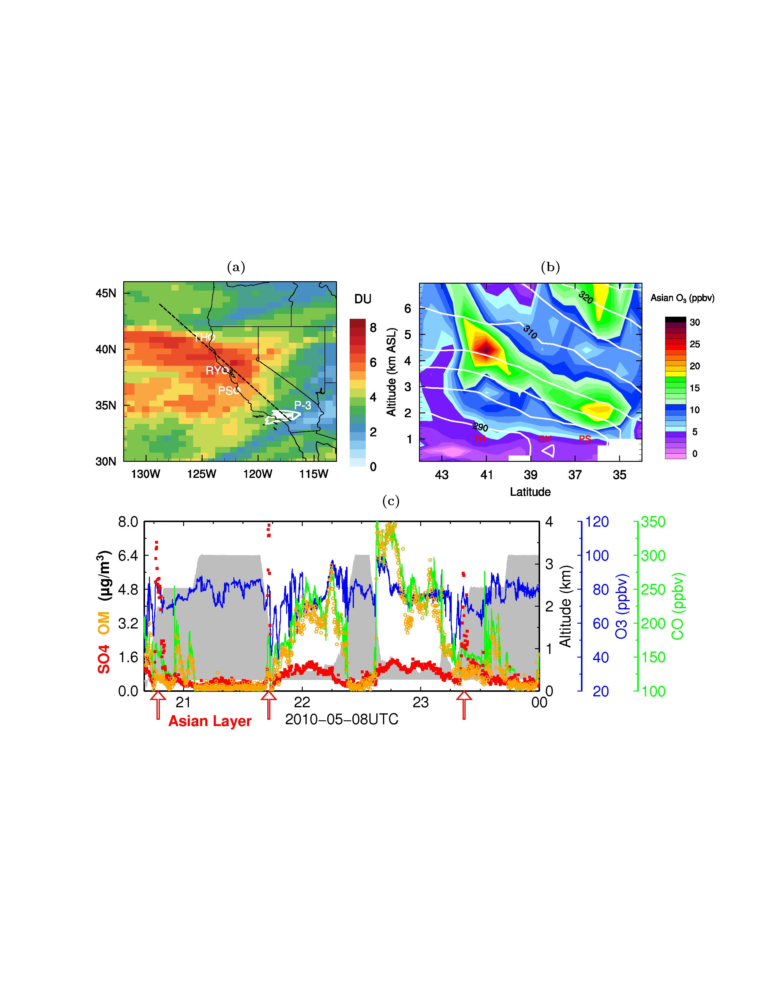 (a)
45N
40N
35N
30N
130W 125W 120W 115W
THO
RYO
PSO
P-3
DU
8
6
4
2
0
(b)
Altitude (km ASL)
6
5
4
3
2
1
320
310
290
TH RY PS
43 41 39 37 35
Latitude
Asian O3 (ppbv)
30
25
20
15
10
5
0
(c)
SO4 OM (µg/m³)
8.0
6.4
4.8
3.2
1.6
0.0
21 22 23 00
Asian Layer
2010−05−08UTC
4
3
2
1
0
Altitude (km)
120
100
80
60
40
20
O3 (ppbv)
350
300
250
200
150
100
CO (ppbv)